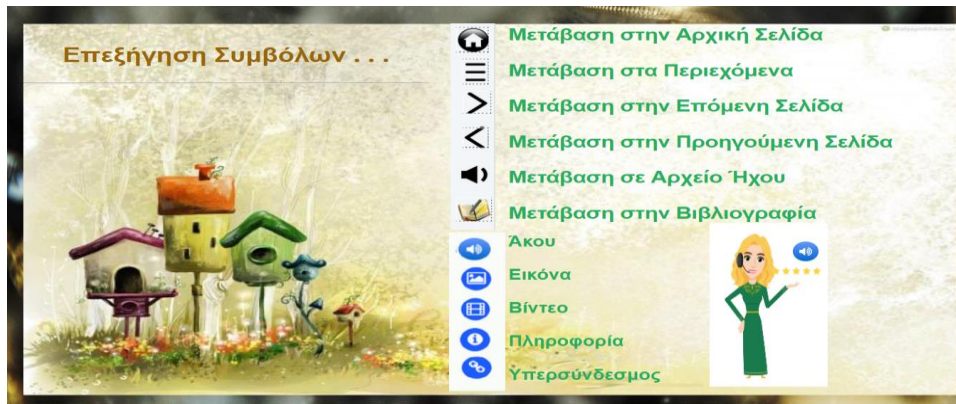 Επεξήγηση Συμβόλων . . .
Μετάβαση στην Αρχική Σελίδα
Μετάβαση στα Περιεχόμενα
Μετάβαση στην Επόμενη Σελίδα
Μετάβαση στην Προηγούμενη Σελίδα
Μετάβαση σε Αρχείο Ήχου
Μετάβαση στην Βιβλιογραφία
Άκου
Εικόνα
Βίντεο
Πληροφορία
Υπερσύνδεσμος